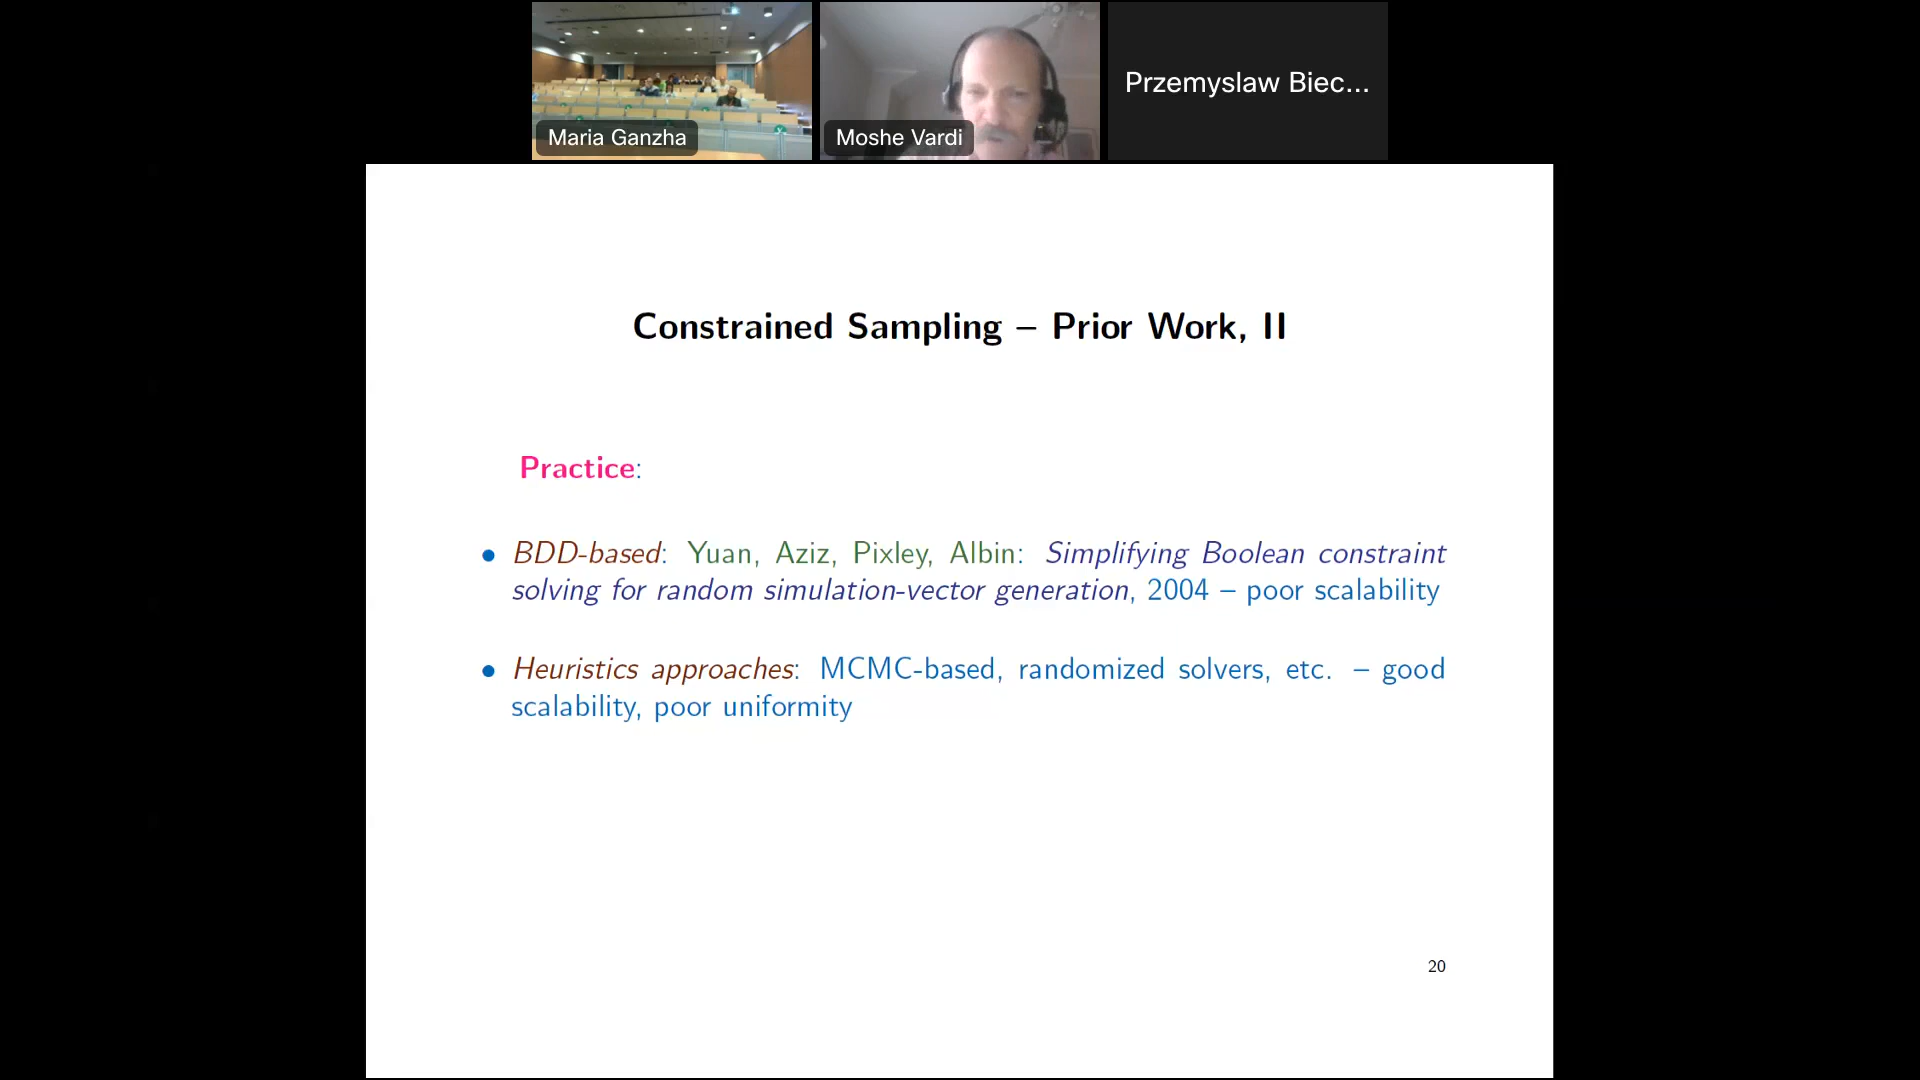 Maria Ganzha
Moshe Vardi
Przemyslaw Biec...
Constrained Sampling – Prior Work, II
Practice:
• BDD-based: Yuan, Aziz, Pixley, Albin: Simplifying Boolean constraint
solving for random simulation-vector generation, 2004 – poor scalability
• Heuristics approaches: MCMC-based, randomized solvers, etc. – good
scalability, poor uniformity
20